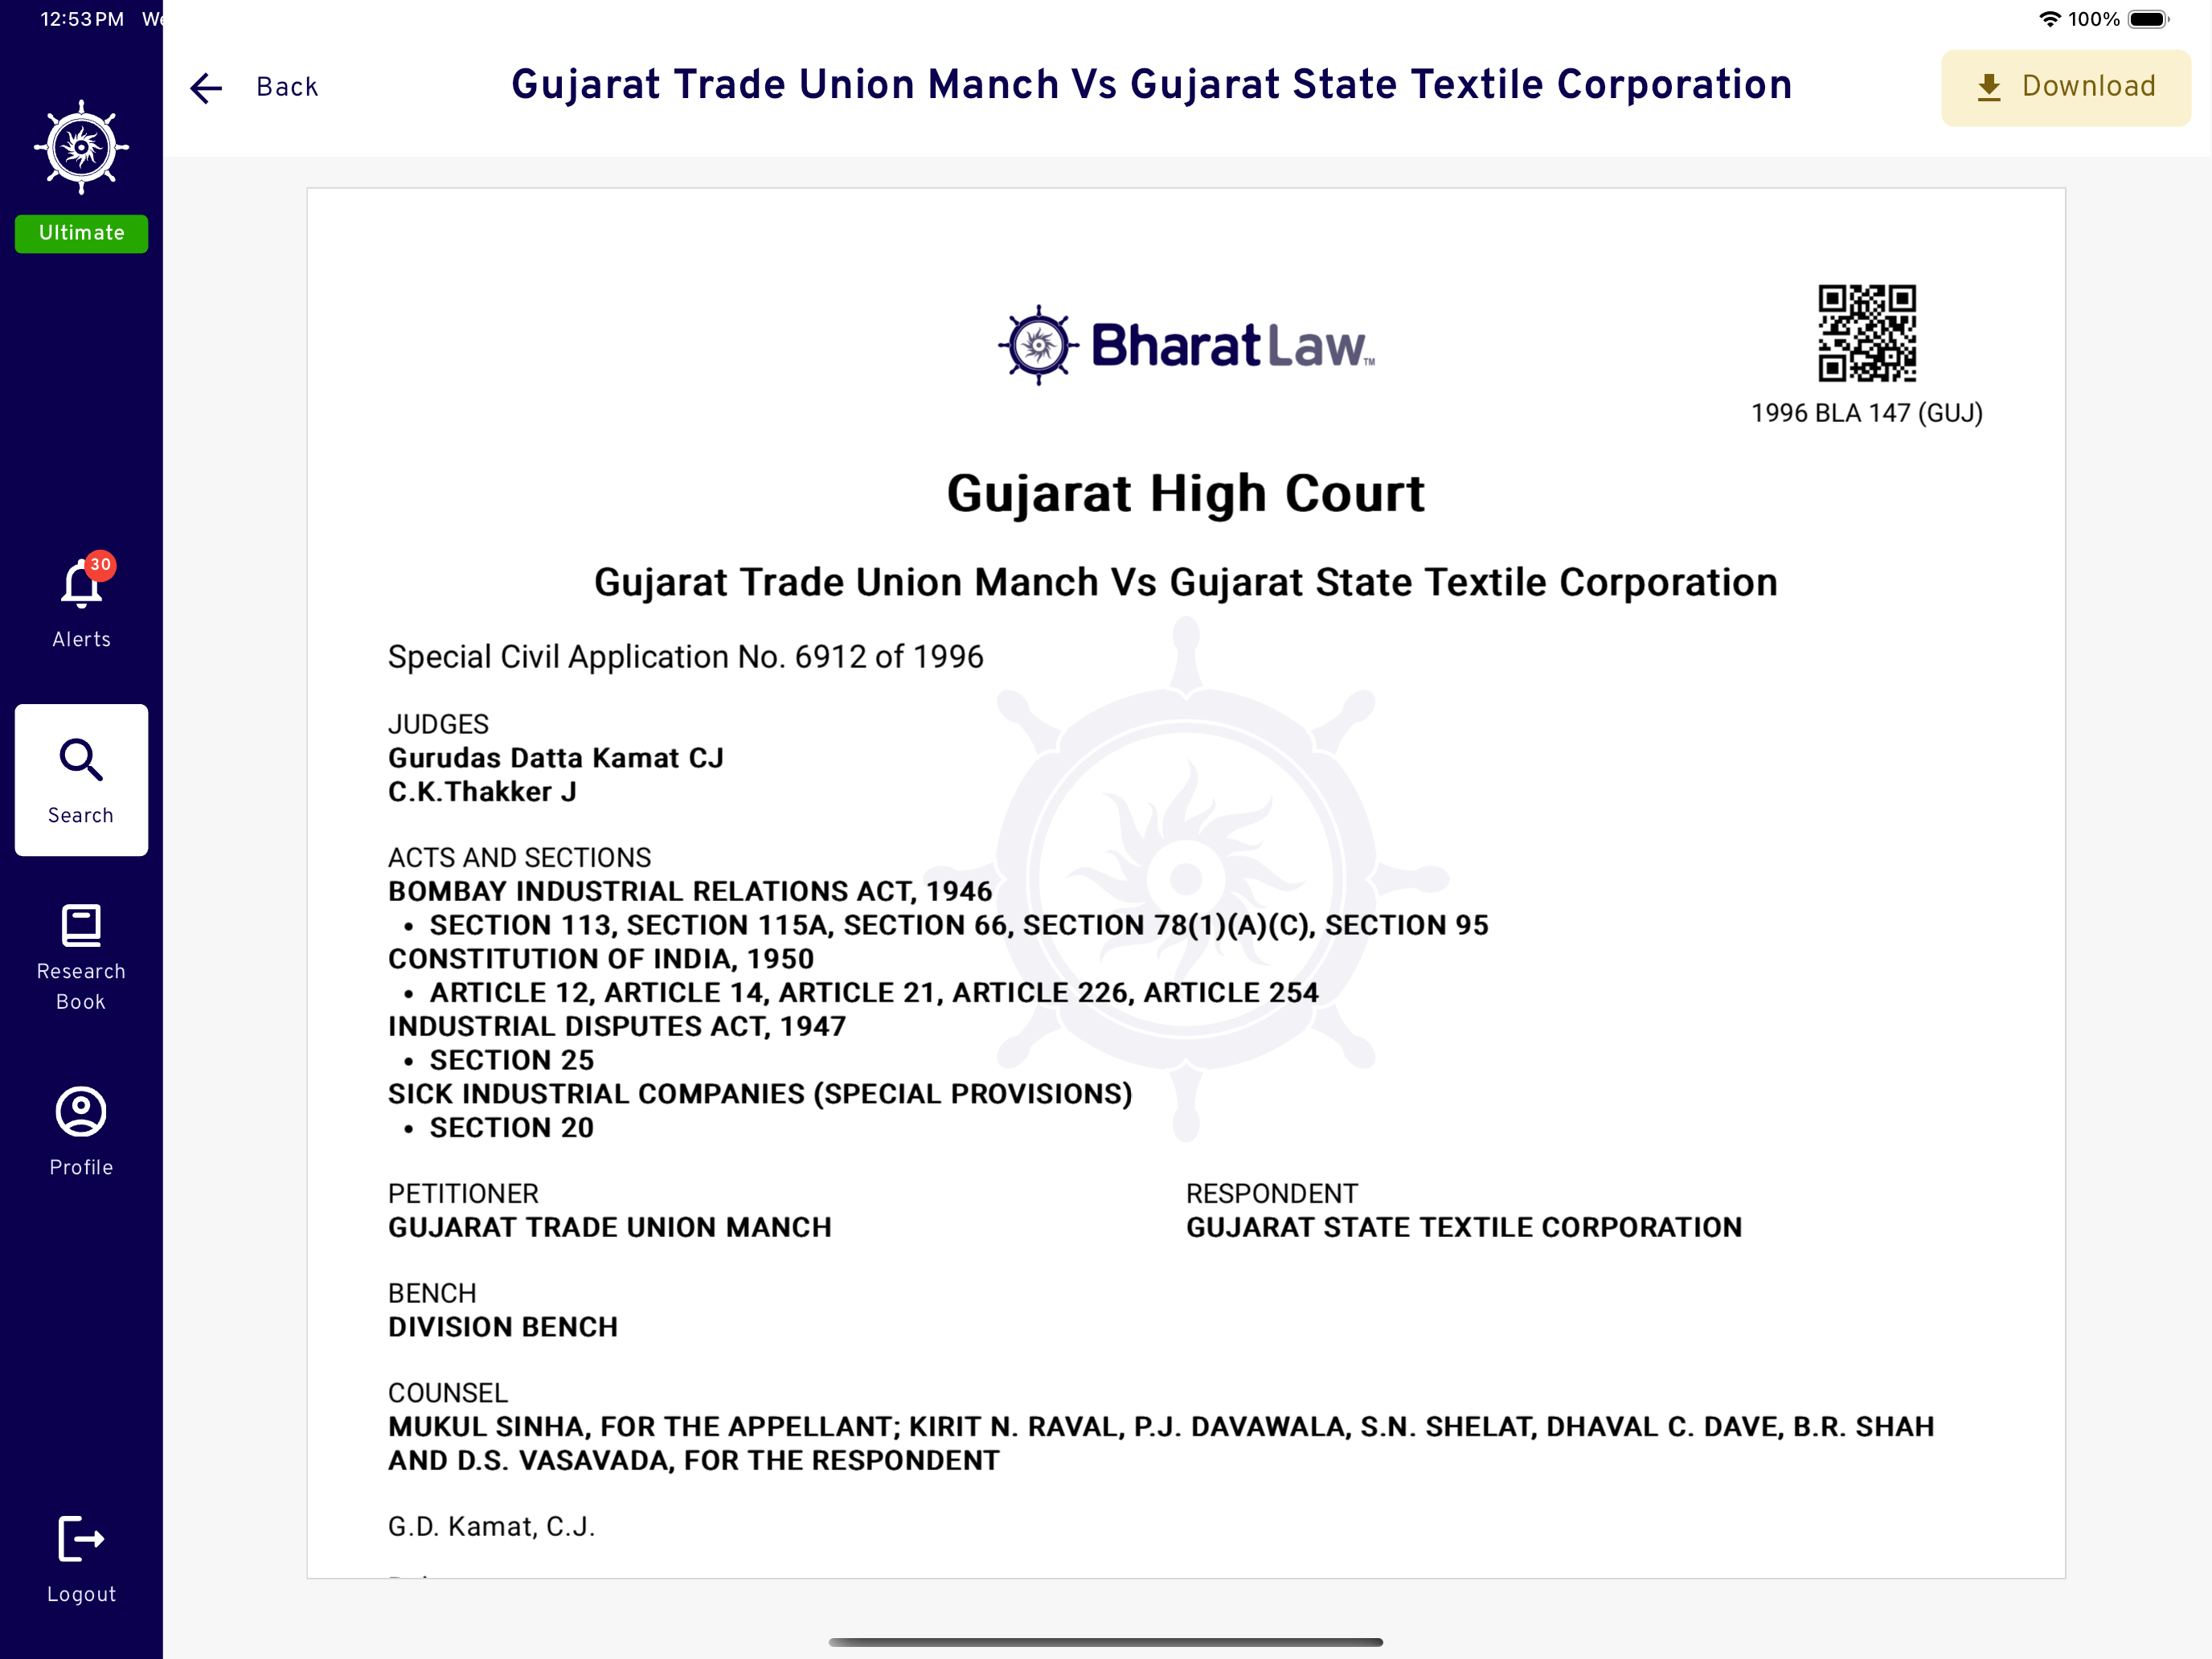 12:53 PM
100%
Back
Gujarat Trade Union Manch Vs Gujarat State Textile Corporation
Download
Ultimate
30
Alerts
Search
Research
Book
Profile
Logout
BharatLaw™
1996 BLA 147 (GUJ)
Gujarat High Court
Gujarat Trade Union Manch Vs Gujarat State Textile Corporation
Special Civil Application No. 6912 of 1996
JUDGES
Gurudas Datta Kamat CJ
C.K.Thakker J
ACTS AND SECTIONS
BOMBAY INDUSTRIAL RELATIONS ACT, 1946
• SECTION 113, SECTION 115A, SECTION 66, SECTION 78(1)(A)(C), SECTION 95
CONSTITUTION OF INDIA, 1950
• ARTICLE 12, ARTICLE 14, ARTICLE 21, ARTICLE 226, ARTICLE 254
INDUSTRIAL DISPUTES ACT, 1947
• SECTION 25
SICK INDUSTRIAL COMPANIES (SPECIAL PROVISIONS)
• SECTION 20
PETITIONER
GUJARAT TRADE UNION MANCH
RESPONDENT
GUJARAT STATE TEXTILE CORPORATION
BENCH
DIVISION BENCH
COUNSEL
MUKUL SINHA, FOR THE APPELLANT; KIRIT N. RAVAL, P.J. DAVAWALA, S.N. SHELAT, DHAVAL C. DAVE, B.R. SHAH
AND D.S. VASAVADA, FOR THE RESPONDENT
G.D. Kamat, C.J.